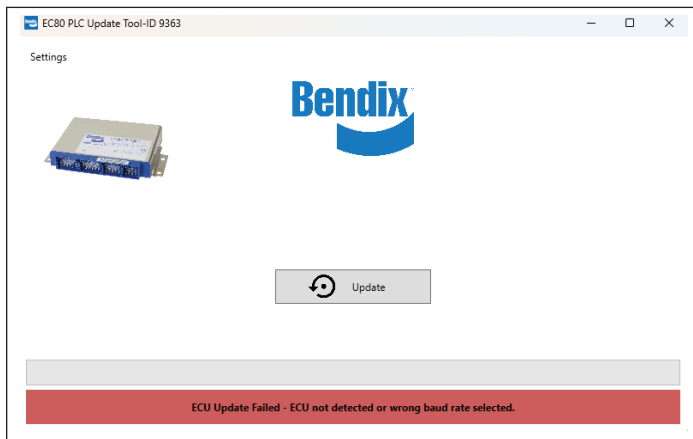 EC80 PLC Update Tool-ID 9363
Settings
Bendix
Update
ECU Update Failed - ECU not detected or wrong baud rate selected.